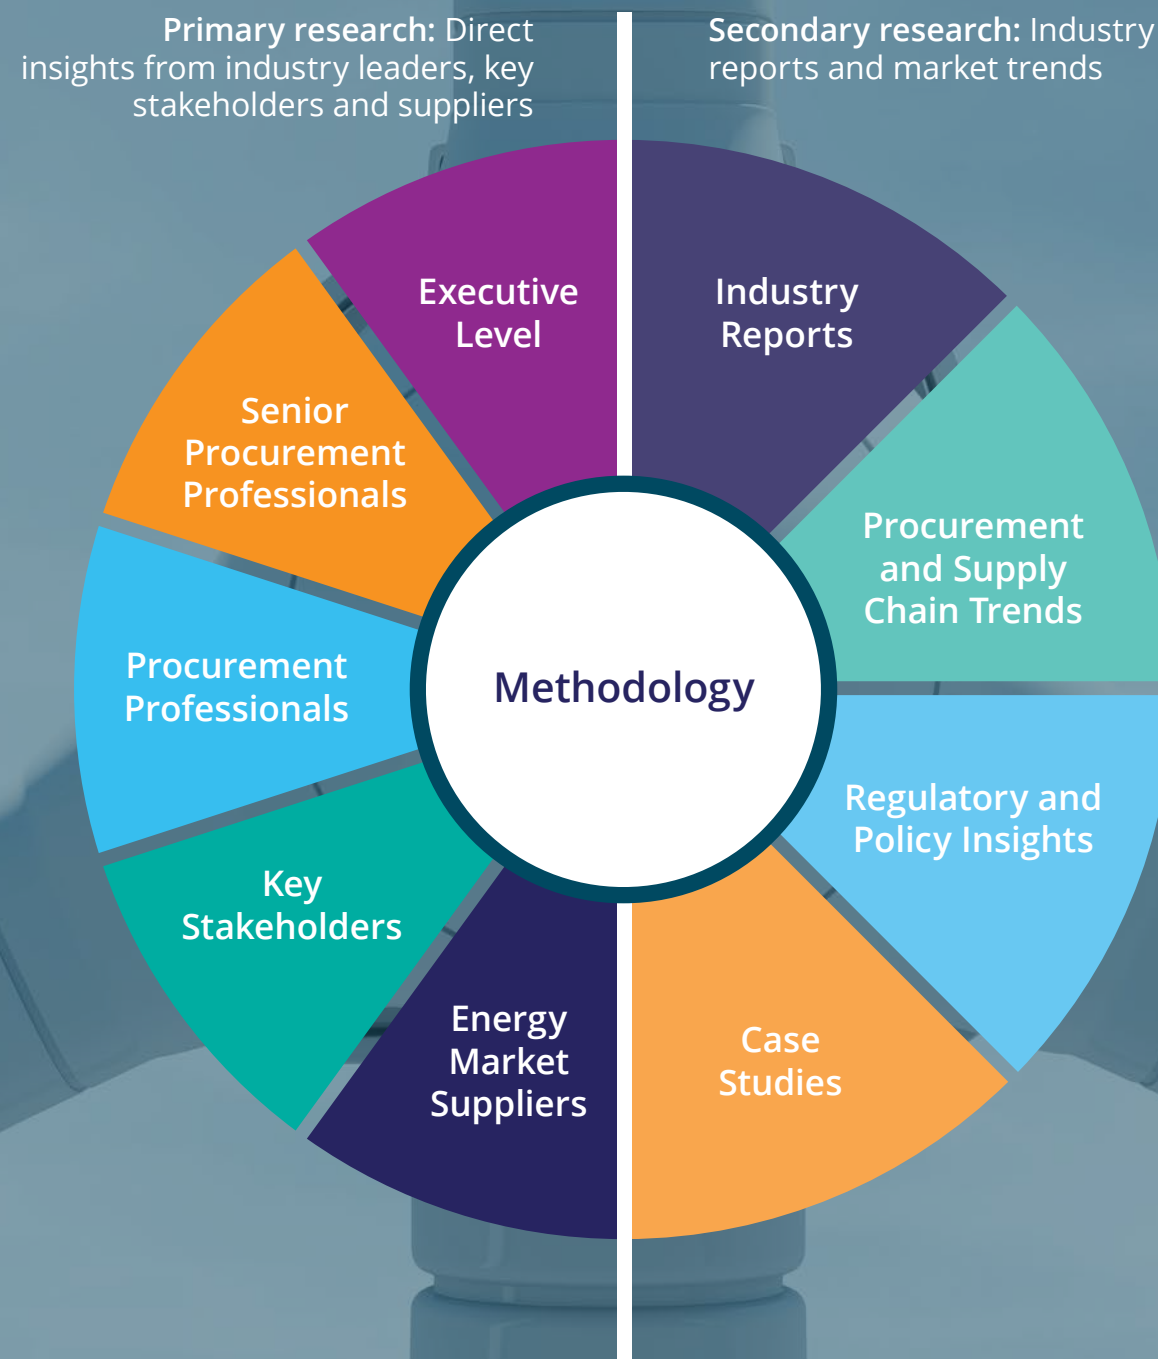 Primary research: Direct
insights from industry leaders, key
stakeholders and suppliers
Secondary research: Industry
reports and market trends
Executive
Level
Industry
Reports
Senior
Procurement
Professionals
Procurement
and Supply
Chain Trends
Procurement
Professionals
Methodology
Regulatory and
Policy Insights
Key
Stakeholders
Energy
Market
Suppliers
Case
Studies